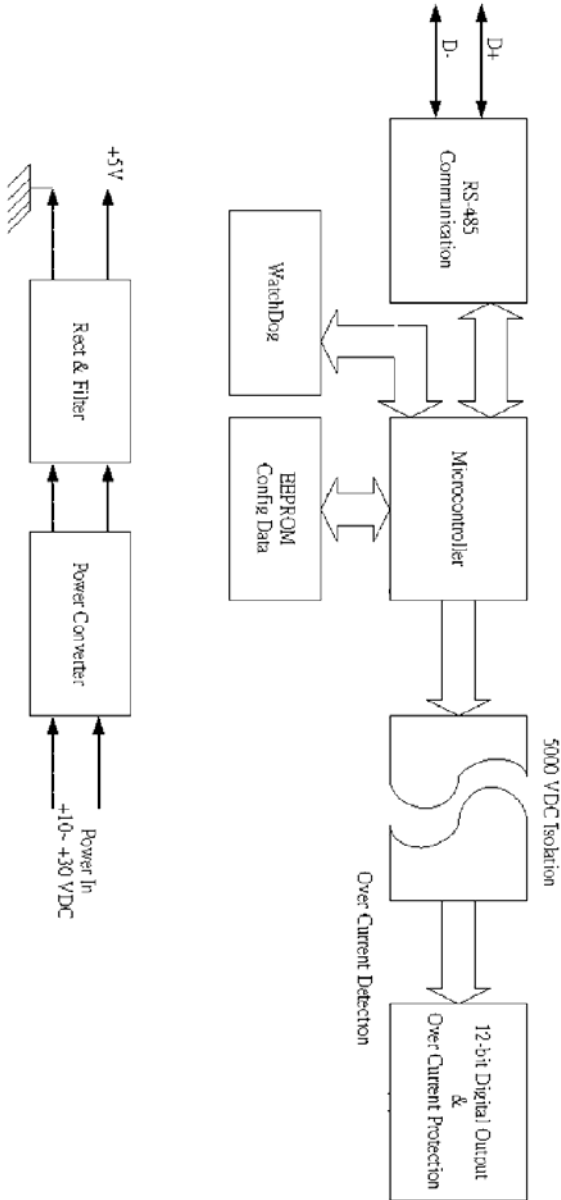 5000 VDC Isolation
D+
D-
RS-485
Communication
Microcontroller
12-bit Digital Output
&
Over Current Protection
Over Current Detection
WatchDog
EEPROM
Config Data
+5V
Rect & Filter
Power Converter
Power In
+10~ +30 VDC